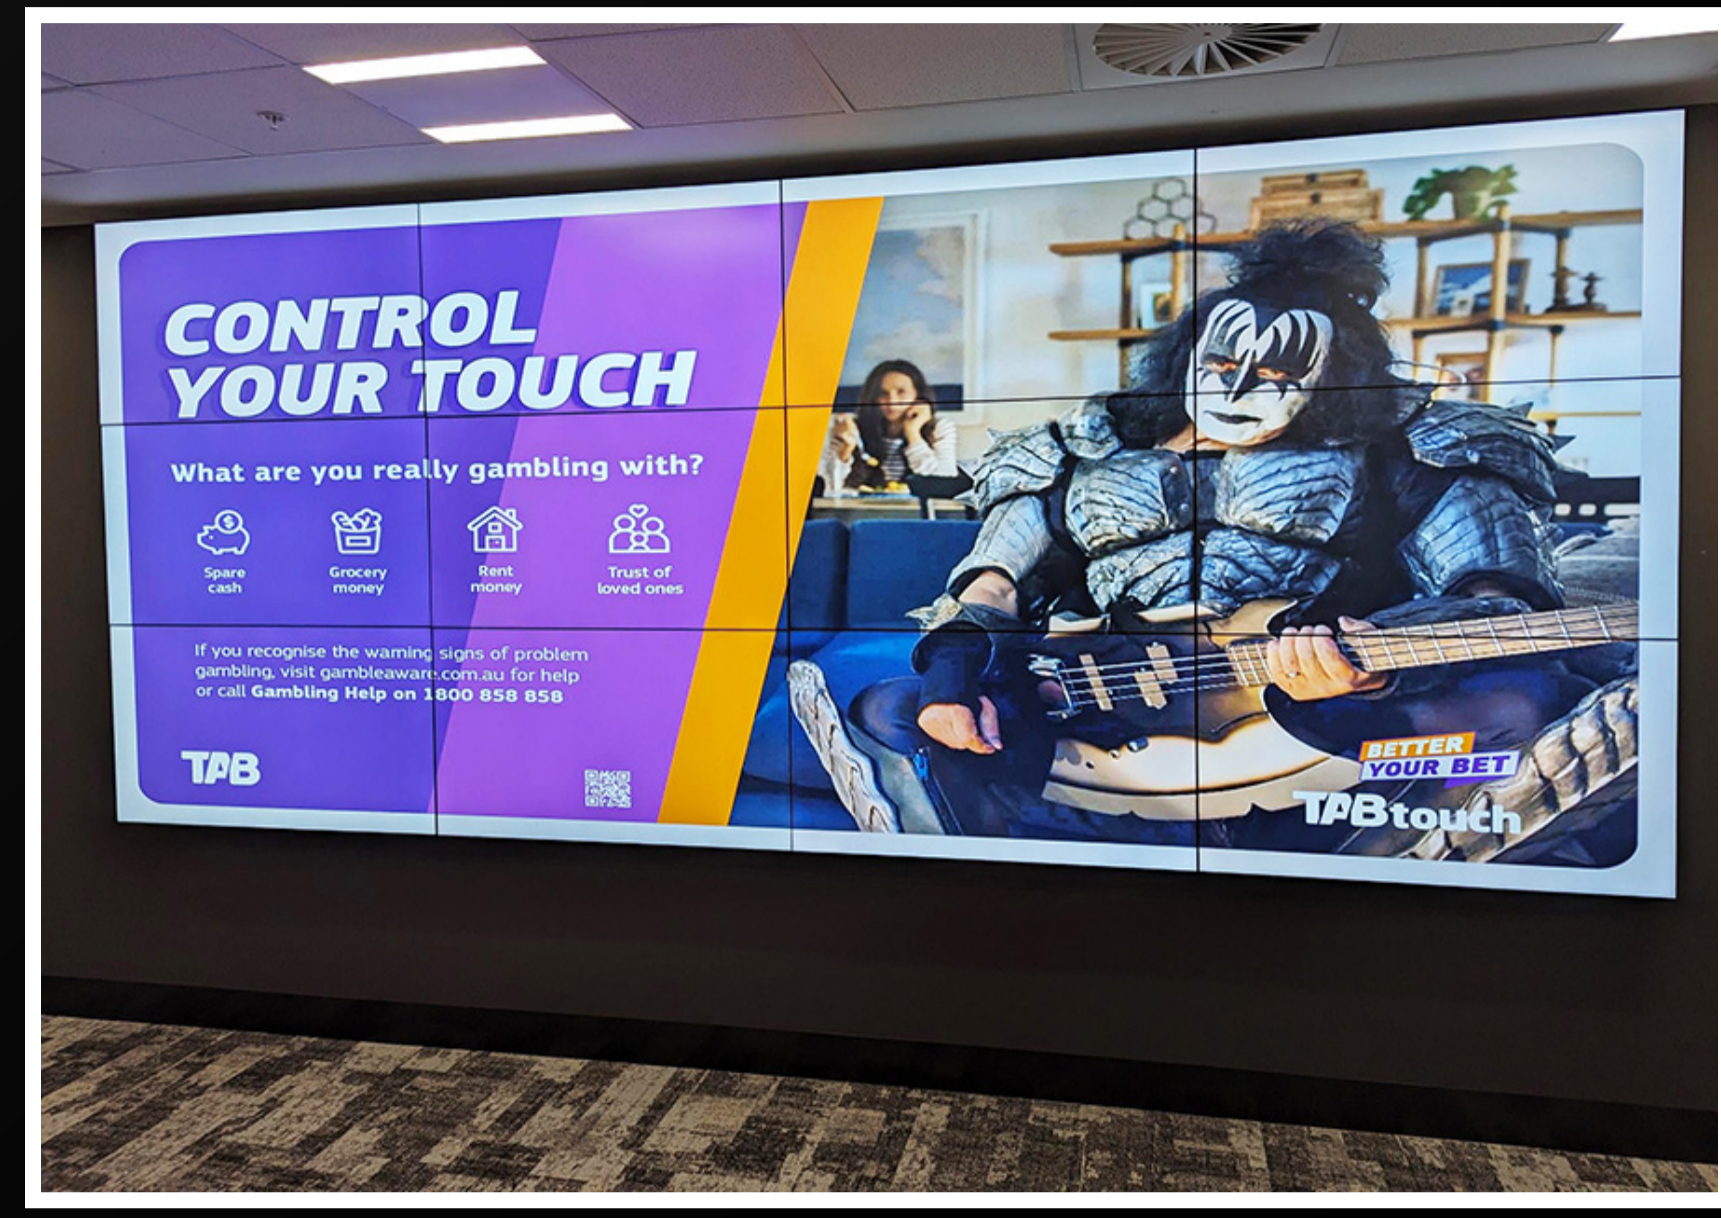 CONTROL
YOUR TOUCH
What are you really gambling with?
$
Spare
cash
Grocery
money
Rent
money
Trust of
loved ones
If you recognise the warning signs of problem
gambling, visit gambleaware.com.au for help
or call Gambling Help on 1800 858 858
TAB
BETTER
YOUR BET
TABtouch